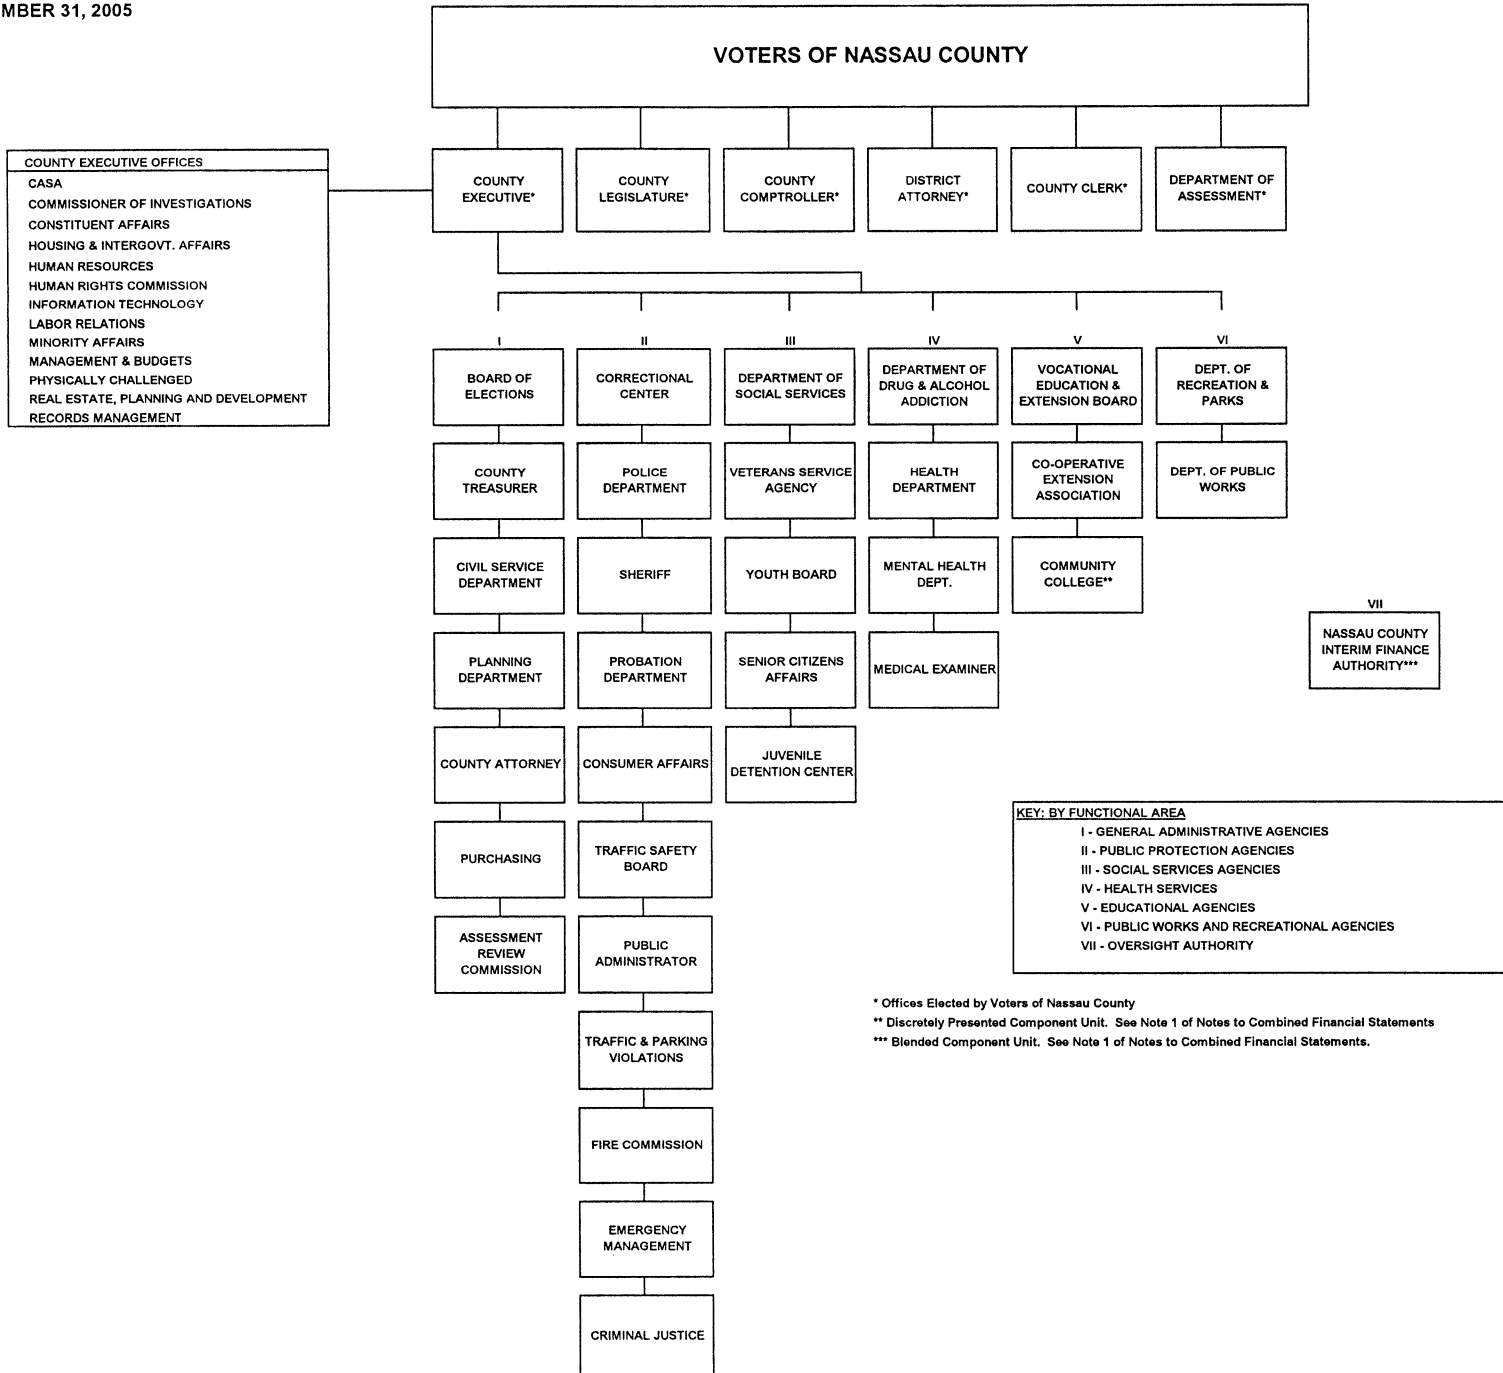 MBER 31, 2005
VOTERS OF NASSAU COUNTY
COUNTY EXECUTIVE OFFICES
CASA
COMMISSIONER OF INVESTIGATIONS
CONSTITUENT AFFAIRS
HOUSING & INTERGOVT. AFFAIRS
HUMAN RESOURCES
HUMAN RIGHTS COMMISSION
INFORMATION TECHNOLOGY
LABOR RELATIONS
MINORITY AFFAIRS
MANAGEMENT & BUDGETS
PHYSICALLY CHALLENGED
REAL ESTATE, PLANNING AND DEVELOPMENT
RECORDS MANAGEMENT
COUNTY
EXECUTIVE*
COUNTY
LEGISLATURE*
COUNTY
COMPTROLLER*
DISTRICT
ATTORNEY*
COUNTY CLERK*
DEPARTMENT OF
ASSESSMENT*
I
BOARD OF
ELECTIONS
COUNTY
TREASURER
CIVIL SERVICE
DEPARTMENT
PLANNING
DEPARTMENT
COUNTY ATTORNEY
PURCHASING
ASSESSMENT
REVIEW
COMMISSION
II
CORRECTIONAL
CENTER
POLICE
DEPARTMENT
SHERIFF
PROBATION
DEPARTMENT
CONSUMER AFFAIRS
TRAFFIC SAFETY
BOARD
PUBLIC
ADMINISTRATOR
TRAFFIC & PARKING
VIOLATIONS
FIRE COMMISSION
EMERGENCY
MANAGEMENT
CRIMINAL JUSTICE
III
DEPARTMENT OF
SOCIAL SERVICES
VETERANS SERVICE
AGENCY
YOUTH BOARD
SENIOR CITIZENS
AFFAIRS
JUVENILE
DETENTION CENTER
IV
DEPARTMENT OF
DRUG & ALCOHOL
ADDICTION
HEALTH
DEPARTMENT
MENTAL HEALTH
DEPT.
MEDICAL EXAMINER
V
VOCATIONAL
EDUCATION &
EXTENSION BOARD
CO-OPERATIVE
EXTENSION
ASSOCIATION
COMMUNITY
COLLEGE**
VI
DEPT. OF
RECREATION &
PARKS
DEPT. OF PUBLIC
WORKS
VII
NASSAU COUNTY
INTERIM FINANCE
AUTHORITY***
KEY: BY FUNCTIONAL AREA
I - GENERAL ADMINISTRATIVE AGENCIES
II - PUBLIC PROTECTION AGENCIES
III - SOCIAL SERVICES AGENCIES
IV - HEALTH SERVICES
V - EDUCATIONAL AGENCIES
VI - PUBLIC WORKS AND RECREATIONAL AGENCIES
VII - OVERSIGHT AUTHORITY
* Offices Elected by Voters of Nassau County
** Discretely Presented Component Unit. See Note 1 of Notes to Combined Financial Statements
*** Blended Component Unit. See Note 1 of Notes to Combined Financial Statements.